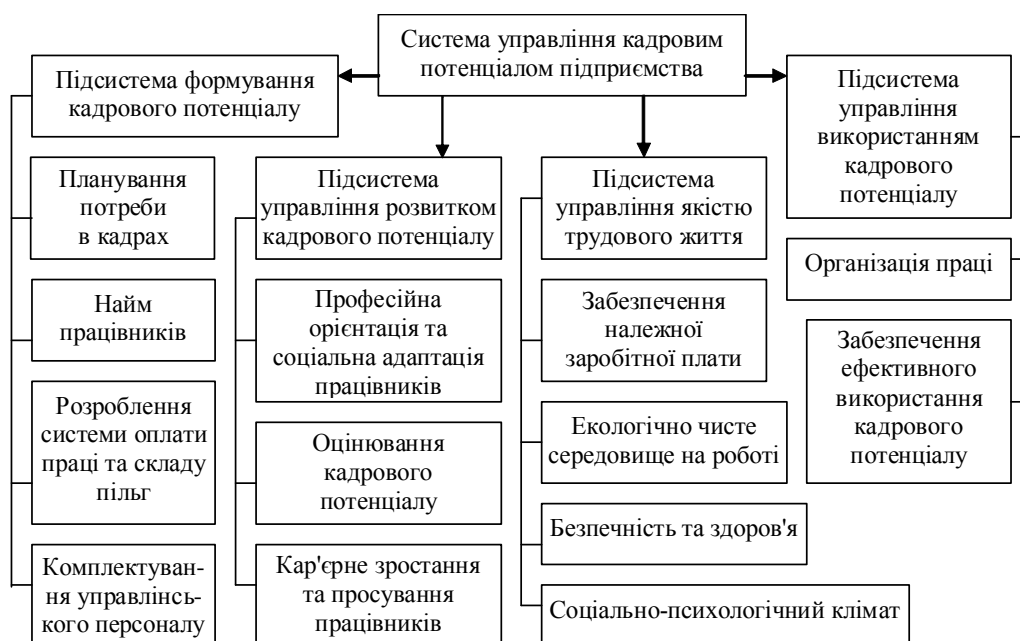 Система управління кадровим
потенціалом підприємства
Підсистема формування
кадрового потенціалу
Планування
потреби
в кадрах
Найм
працівників
Розроблення
системи оплати
праці та складу
пільг
Комплектуван-
ня управлінсь-
кого персоналу
Підсистема
управління розвитком
кадрового потенціалу
Професійна
орієнтація та
соціальна адаптація
працівників
Оцінювання
кадрового
потенціалу
Кар'єрне зростання
та просування
працівників
Підсистема
управління якістю
трудового життя
Забезпечення
належної
заробітної плати
Екологічно чисте
середовище на роботі
Безпечність та здоров'я
Соціально-психологічний клімат
Підсистема
управління
використанням
кадрового
потенціалу
Організація праці
Забезпечення
ефективного
використання
кадрового
потенціалу